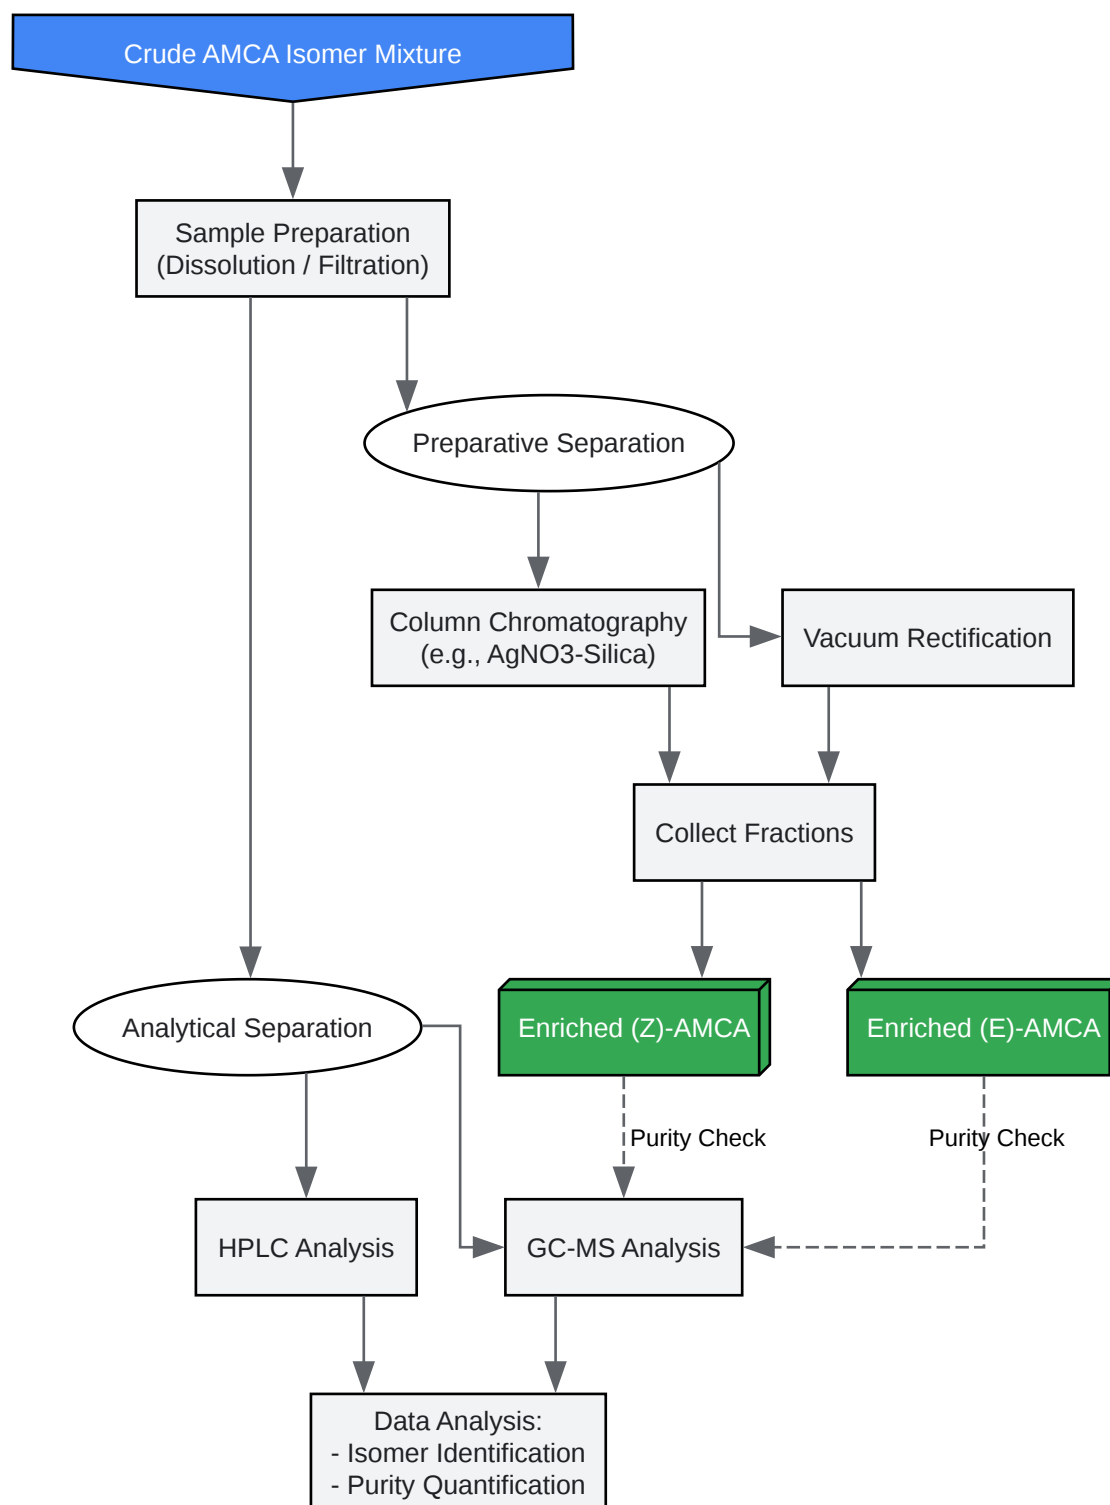 Crude AMCA Isomer Mixture
Sample Preparation
(Dissolution / Filtration)
Preparative Separation
Column Chromatography
(e.g., AgNO3-Silica)
Vacuum Rectification
Collect Fractions
Analytical Separation
Enriched (Z)-AMCA
Enriched (E)-AMCA
Purity Check
Purity Check
HPLC Analysis
GC-MS Analysis
Data Analysis:
- Isomer Identification
- Purity Quantification